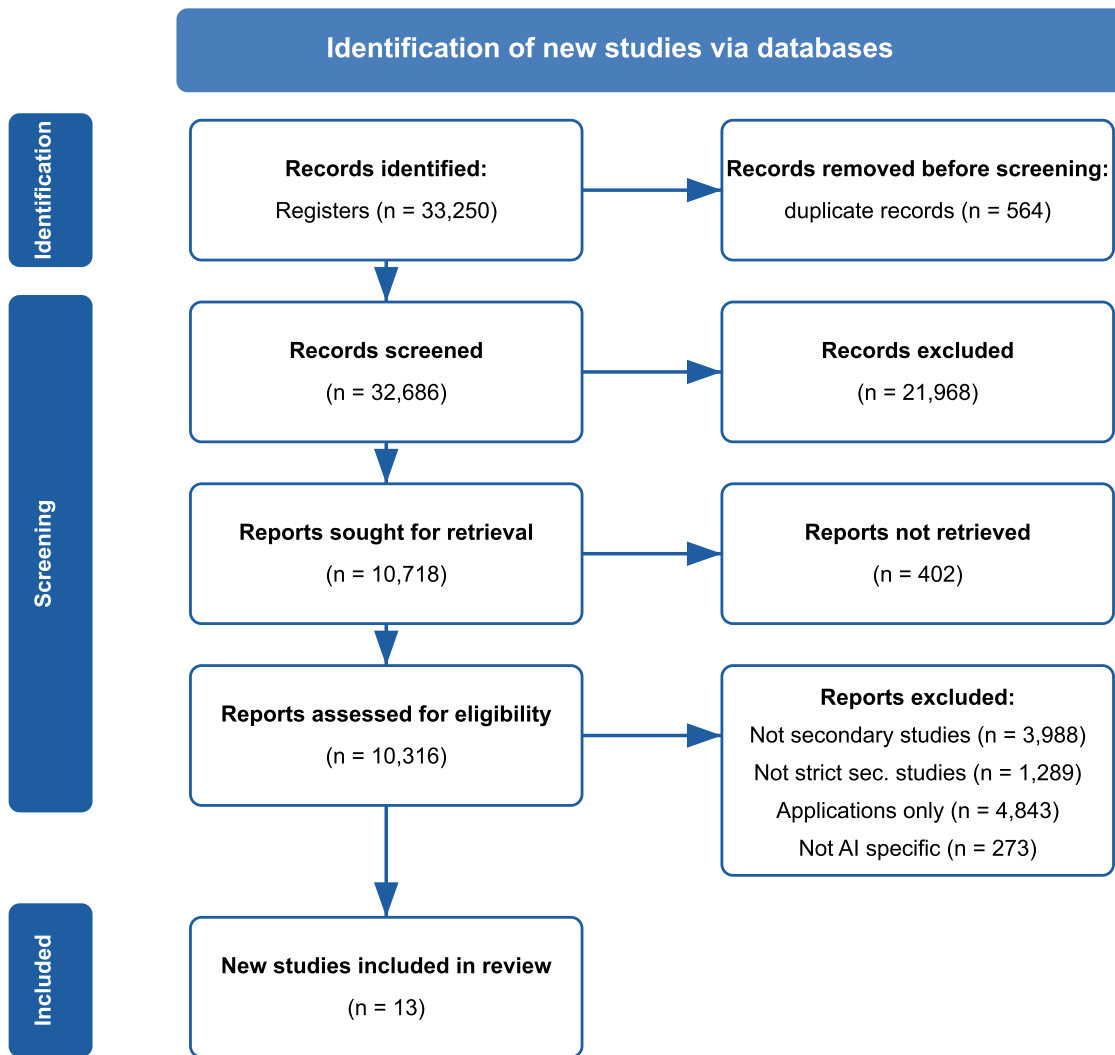 Identification of new studies via databases
Identification
Records identified:
Registers (n = 33,250)
Records removed before screening:
duplicate records (n = 564)
Screening
Records screened
(n = 32,686)
Records excluded
(n = 21,968)
Reports sought for retrieval
(n = 10,718)
Reports not retrieved
(n = 402)
Reports assessed for eligibility
(n = 10,316)
Reports excluded:
Not secondary studies (n = 3,988)
Not strict sec. studies (n = 1,289)
Applications only (n = 4,843)
Not AI specific (n = 273)
Included
New studies included in review
(n = 13)